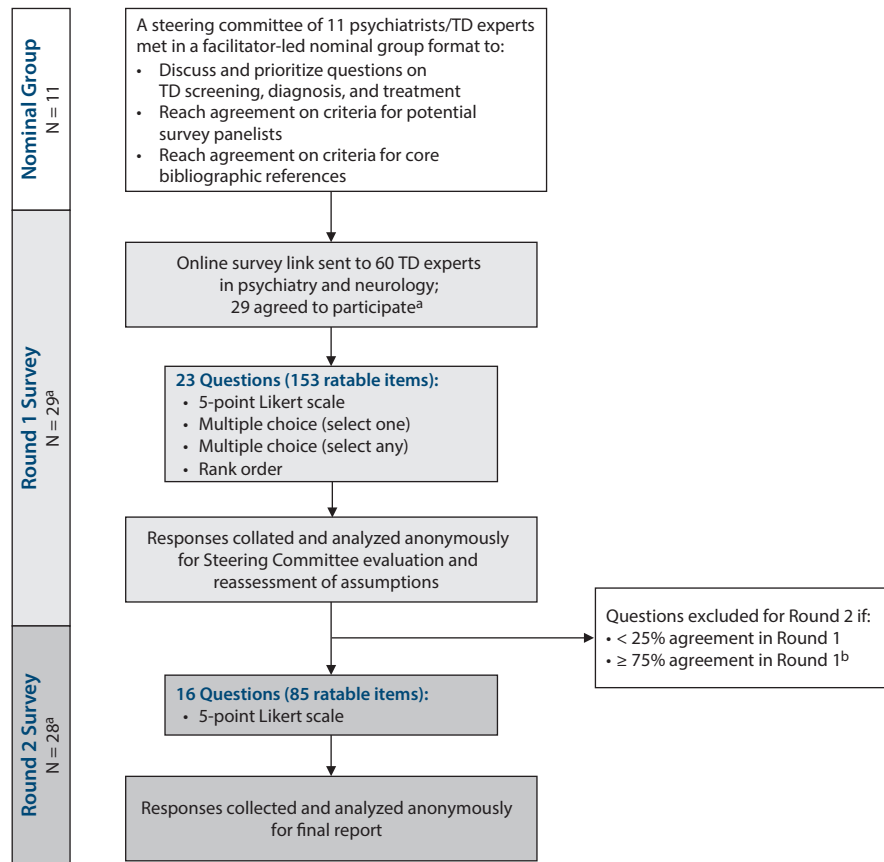 Nominal Group
N = 11
A steering committee of 11 psychiatrists/TD experts
met in a facilitator-led nominal group format to:
• Discuss and prioritize questions on
TD screening, diagnosis, and treatment
• Reach agreement on criteria for potential
survey panelists
• Reach agreement on criteria for core
bibliographic references
Round 1 Survey
N = 29a
Online survey link sent to 60 TD experts
in psychiatry and neurology;
29 agreed to participatea
23 Questions (153 ratable items):
• 5-point Likert scale
• Multiple choice (select one)
• Multiple choice (select any)
• Rank order
Responses collated and analyzed anonymously
for Steering Committee evaluation and
reassessment of assumptions
Questions excluded for Round 2 if:
• < 25% agreement in Round 1
• ≥ 75% agreement in Round 1b
Round 2 Survey
N = 28a
16 Questions (85 ratable items):
• 5-point Likert scale
Responses collected and analyzed anonymously
for final report